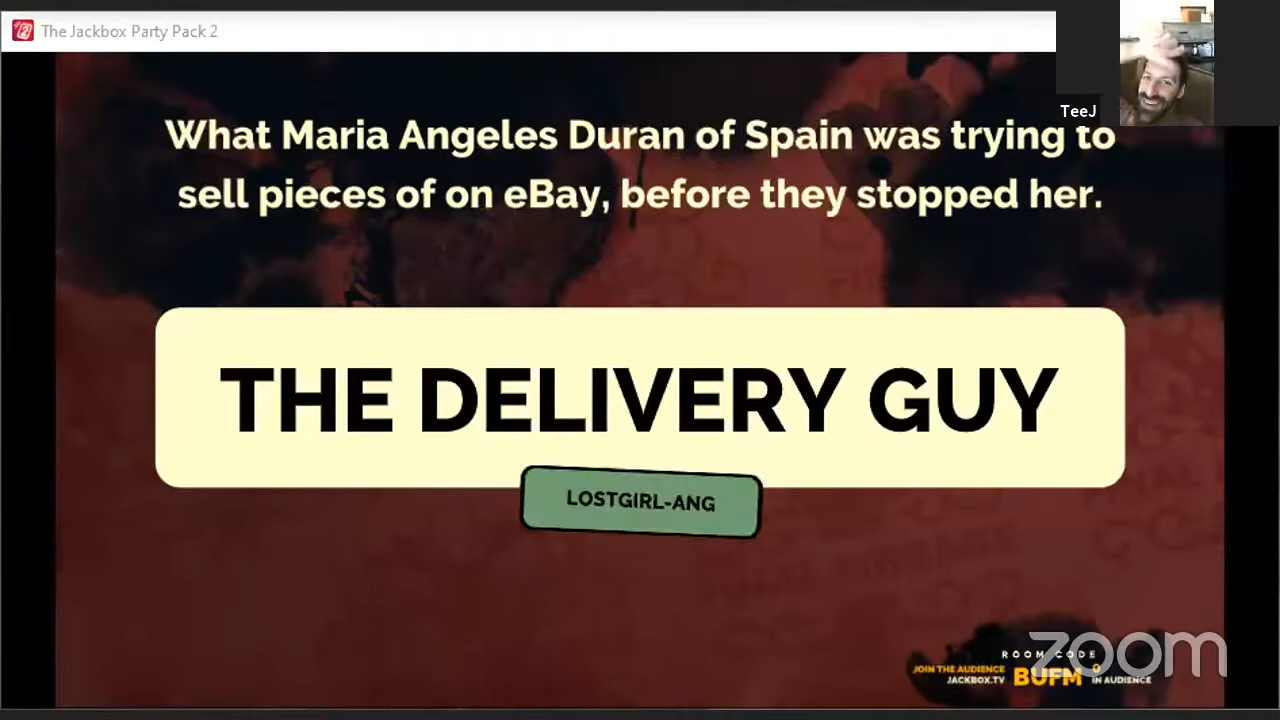 The Jackbox Party Pack 2
TeeJ
What Maria Angeles Duran of Spain was trying to
sell pieces of on eBay, before they stopped her.
THE DELIVERY GUY
LOSTGIRL-ANG
ROOM CODE
JOIN THE AUDIENCE
JACKBOX.TV
BUFM
0
IN AUDIENCE
zoom